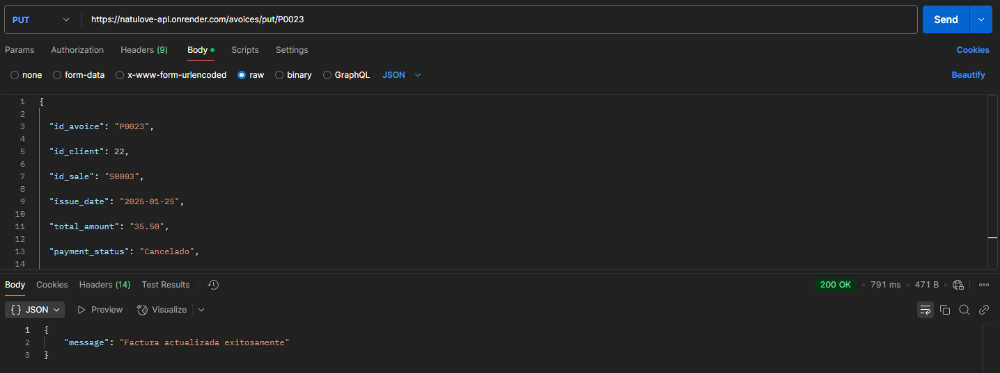 PUT https://natulove-api.onrender.com/avoices/put/P0023 Send
Params Authorization Headers (9) Body Scripts Settings Cookies
none form-data x-www-form-urlencoded raw binary GraphQL JSON Beautify
1 {
2
3 "id_avoice": "P0023",
4
5 "id_client": 22,
6
7 "id_sale": "S0003",
8
9 "issue_date": "2025-01-25",
10
11 "total_amount": "35.50",
12
13 "payment_status": "Cancelado",
14
Body Cookies Headers (14) Test Results 200 OK • 791 ms • 471 B •
{} JSON Preview Visualize
1 {
2 "message": "Factura actualizada exitosamente"
3 }